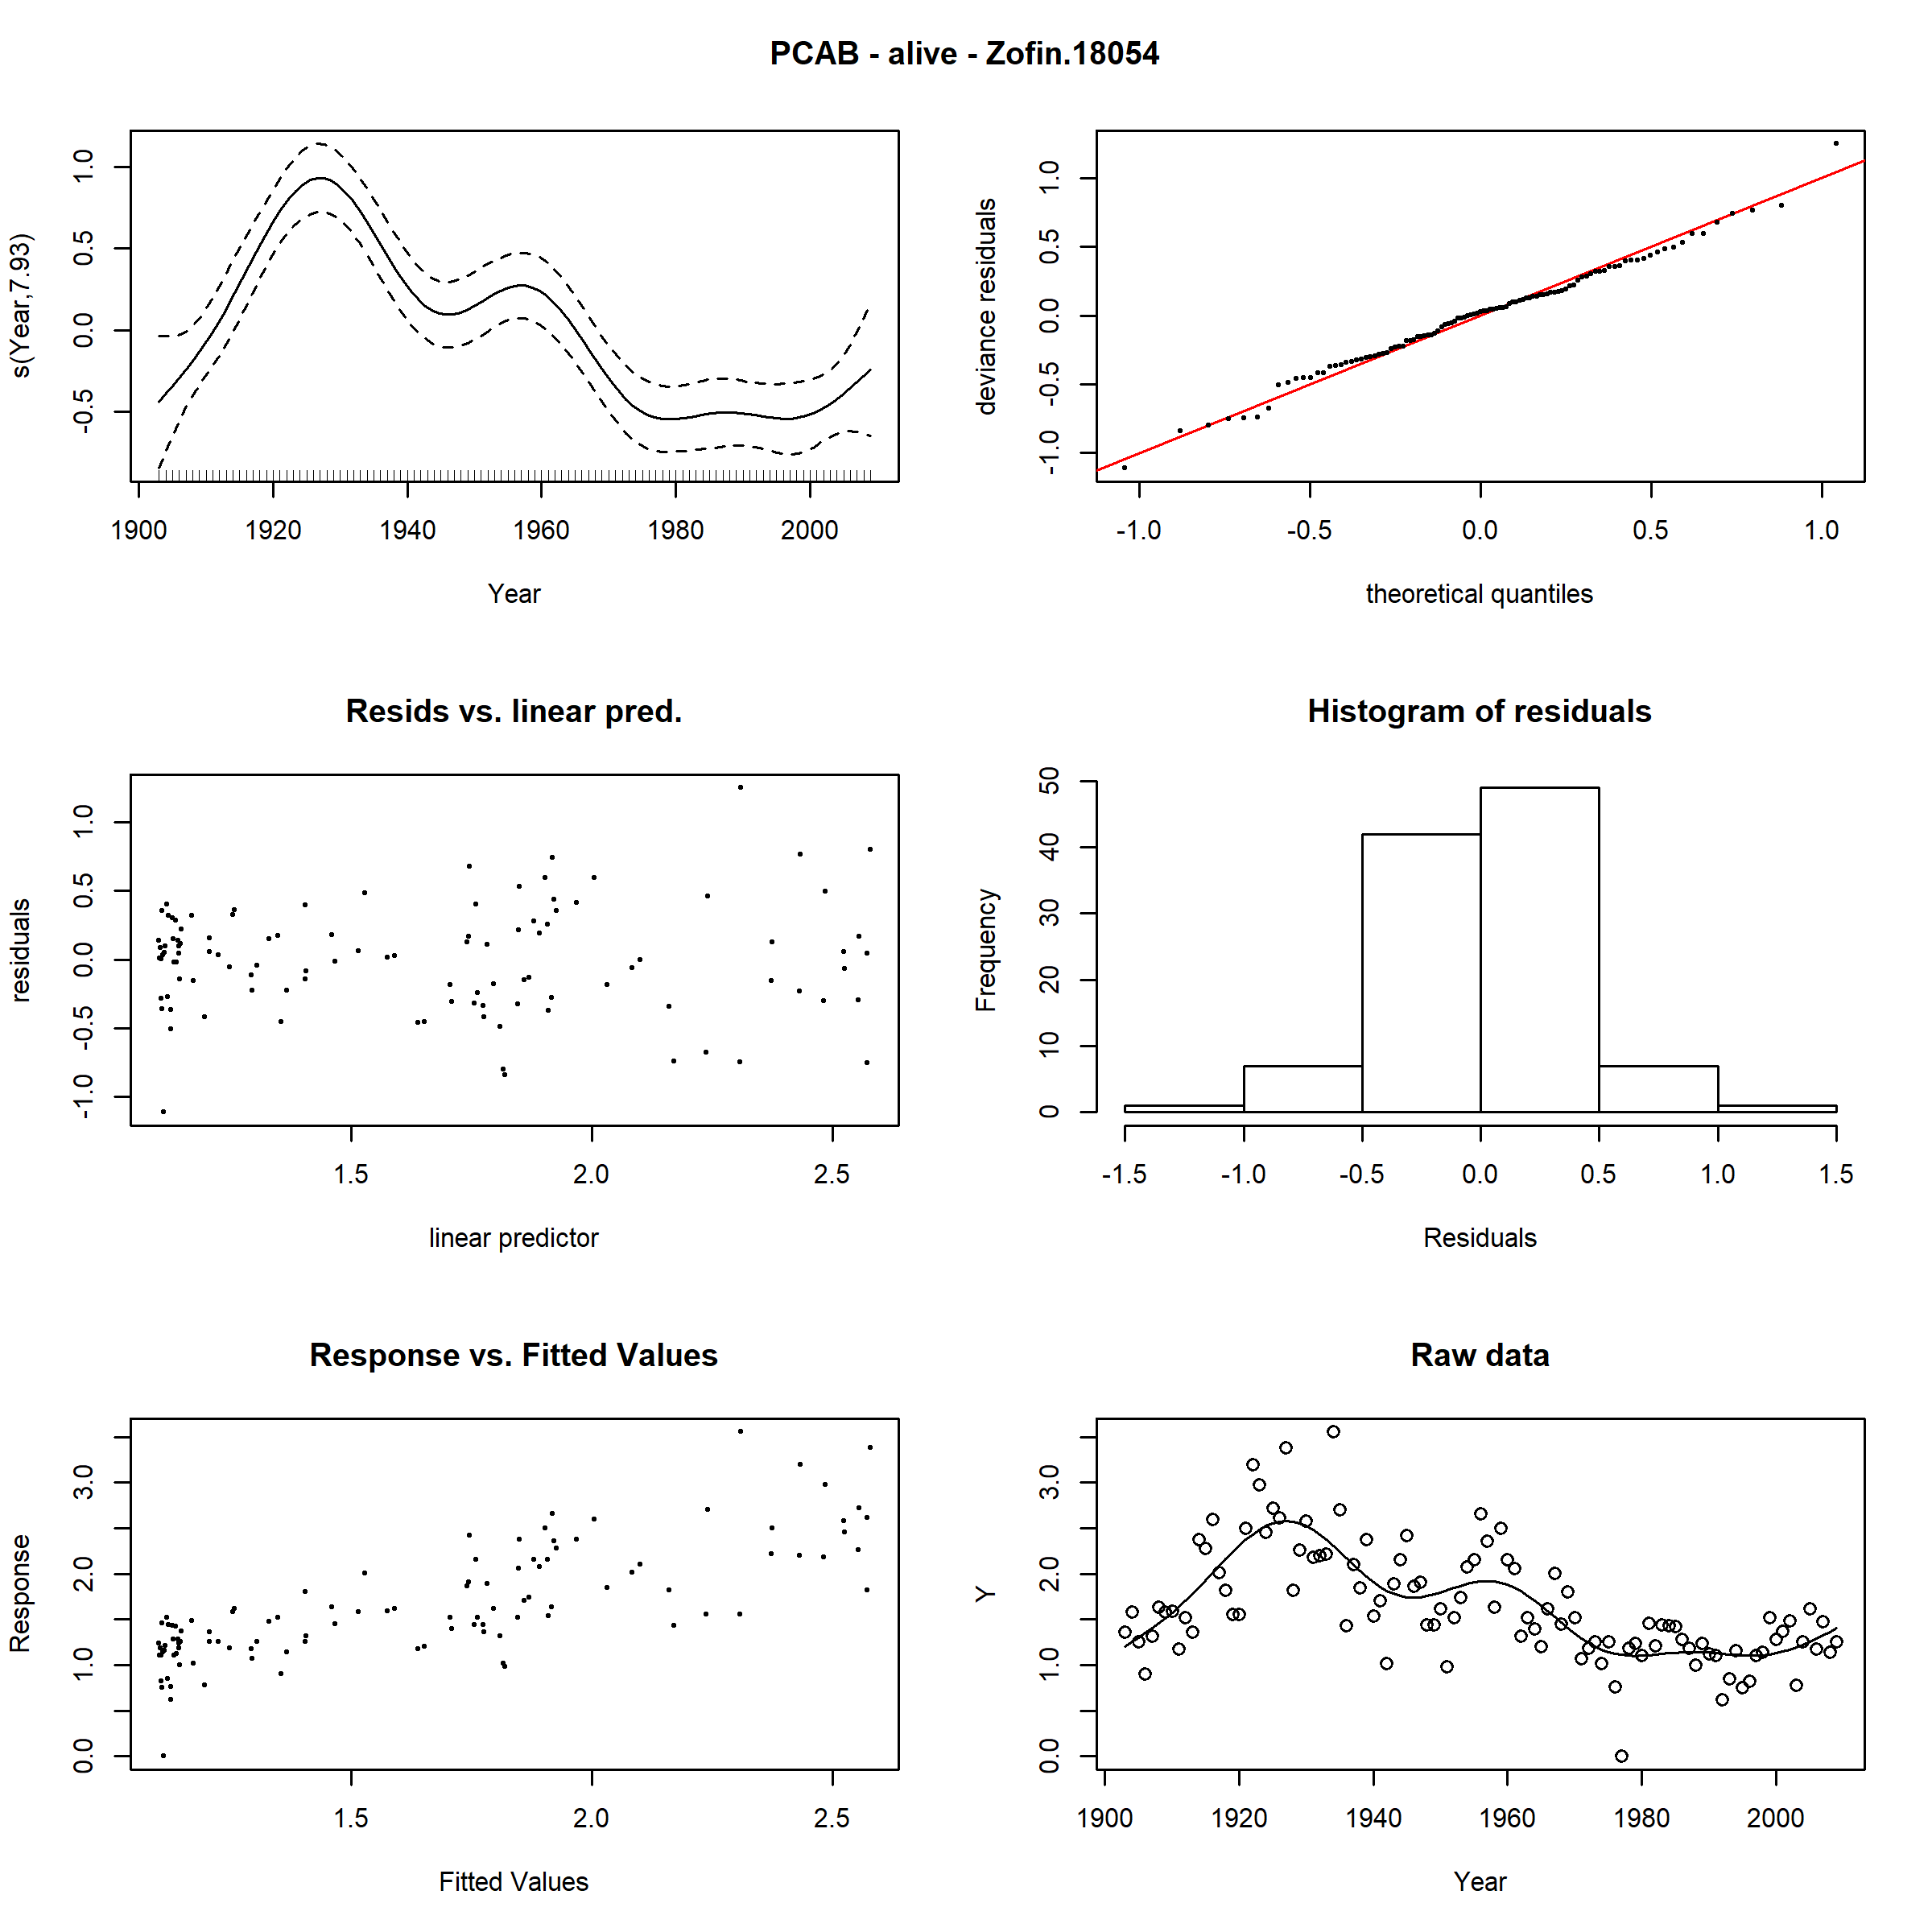 PCAB - alive - Zofin.18054
s(Year,7.93)
1.0
0.5
0.0
-0.5
1900 1920 1940 1960 1980 2000
Year
deviance residuals
1.0
0.5
0.0
-0.5
-1.0
-1.0 -0.5 0.0 0.5 1.0
theoretical quantiles
Resids vs. linear pred.
residuals
1.0
0.5
0.0
-0.5
-1.0
1.5 2.0 2.5
linear predictor
Histogram of residuals
Frequency
50
40
30
20
10
0
-1.5 -1.0 -0.5 0.0 0.5 1.0 1.5
Residuals
Response vs. Fitted Values
Response
3.0
2.0
1.0
0.0
1.5 2.0 2.5
Fitted Values
Raw data
Y
3.0
2.0
1.0
0.0
1900 1920 1940 1960 1980 2000
Year